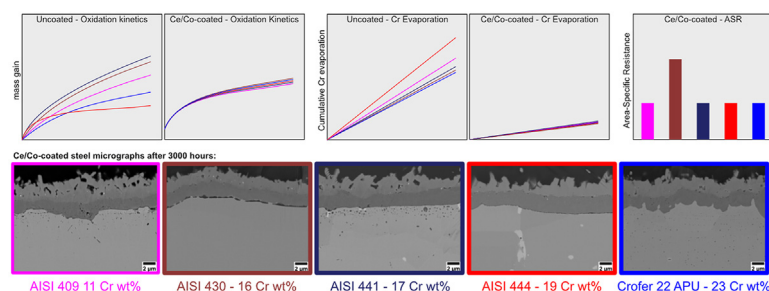 Uncoated - Oxidation kinetics
Ce/Co-coated - Oxidation Kinetics
Uncoated - Cr Evaporation
Ce/Co-coated - Cr Evaporation
Ce/Co-coated - ASR
mass gain
Cumulative Cr evaporation
Area-Specific Resistance
Ce/Co-coated steel micrographs after 3000 hours:
2 µm
2 µm
2 µm
2 µm
2 µm
AISI 409 11 Cr wt%
AISI 430 - 16 Cr wt%
AISI 441 - 17 Cr wt%
AISI 444 - 19 Cr wt%
Crofer 22 APU - 23 Cr wt%